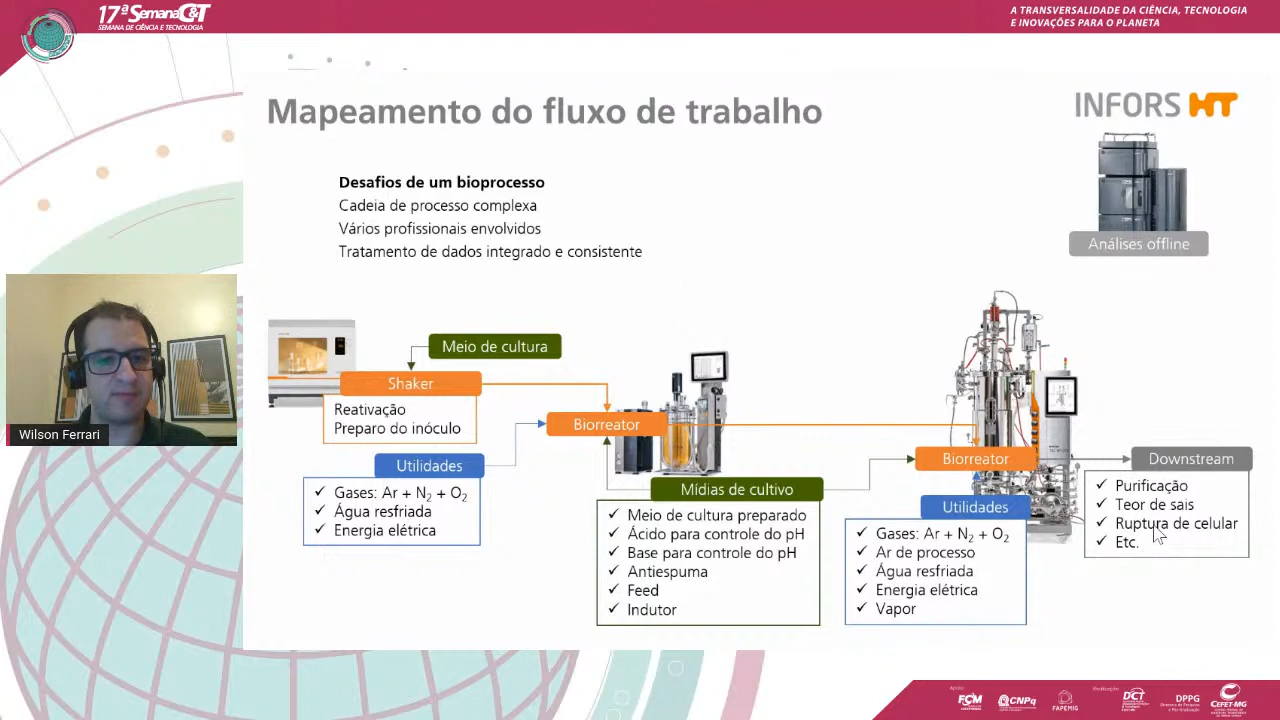 17ª SemanaC&T
SEMANA DE CIÊNCIA E TECNOLOGIA
A TRANSVERSALIDADE DA CIÊNCIA, TECNOLOGIA
E INOVAÇÕES PARA O PLANETA
Mapeamento do fluxo de trabalho
INFORS HT
Desafios de um bioprocesso
Cadeia de processo complexa
Vários profissionais envolvidos
Tratamento de dados integrado e consistente
Análises offline
Meio de cultura
Shaker
Reativação
Preparo do inóculo
Biorreator
Utilidades
✓ Gases: Ar + N₂ + O₂
✓ Água resfriada
✓ Energia elétrica
Mídias de cultivo
✓ Meio de cultura preparado
✓ Ácido para controle do pH
✓ Base para controle do pH
✓ Antiespuma
✓ Feed
✓ Indutor
Biorreator
Utilidades
✓ Gases: Ar + N₂ + O₂
✓ Ar de processo
✓ Água resfriada
✓ Energia elétrica
✓ Vapor
Downstream
✓ Purificação
✓ Teor de sais
✓ Ruptura de celular
✓ Etc.
Wilson Ferrari
Apoio:
FCM
CNPq
FAPEMIG
Realização:
DCT
DPPG
CEFET-MG